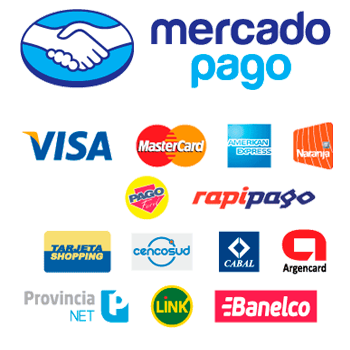 mercado
pago
VISA
MasterCard
AMERICAN
EXPRESS
Naranja
PAGO
Fácil
rapipago
TARJETA
SHOPPING
cencosud
CABAL
Argencard
Provincia
NET
LINK
Banelco